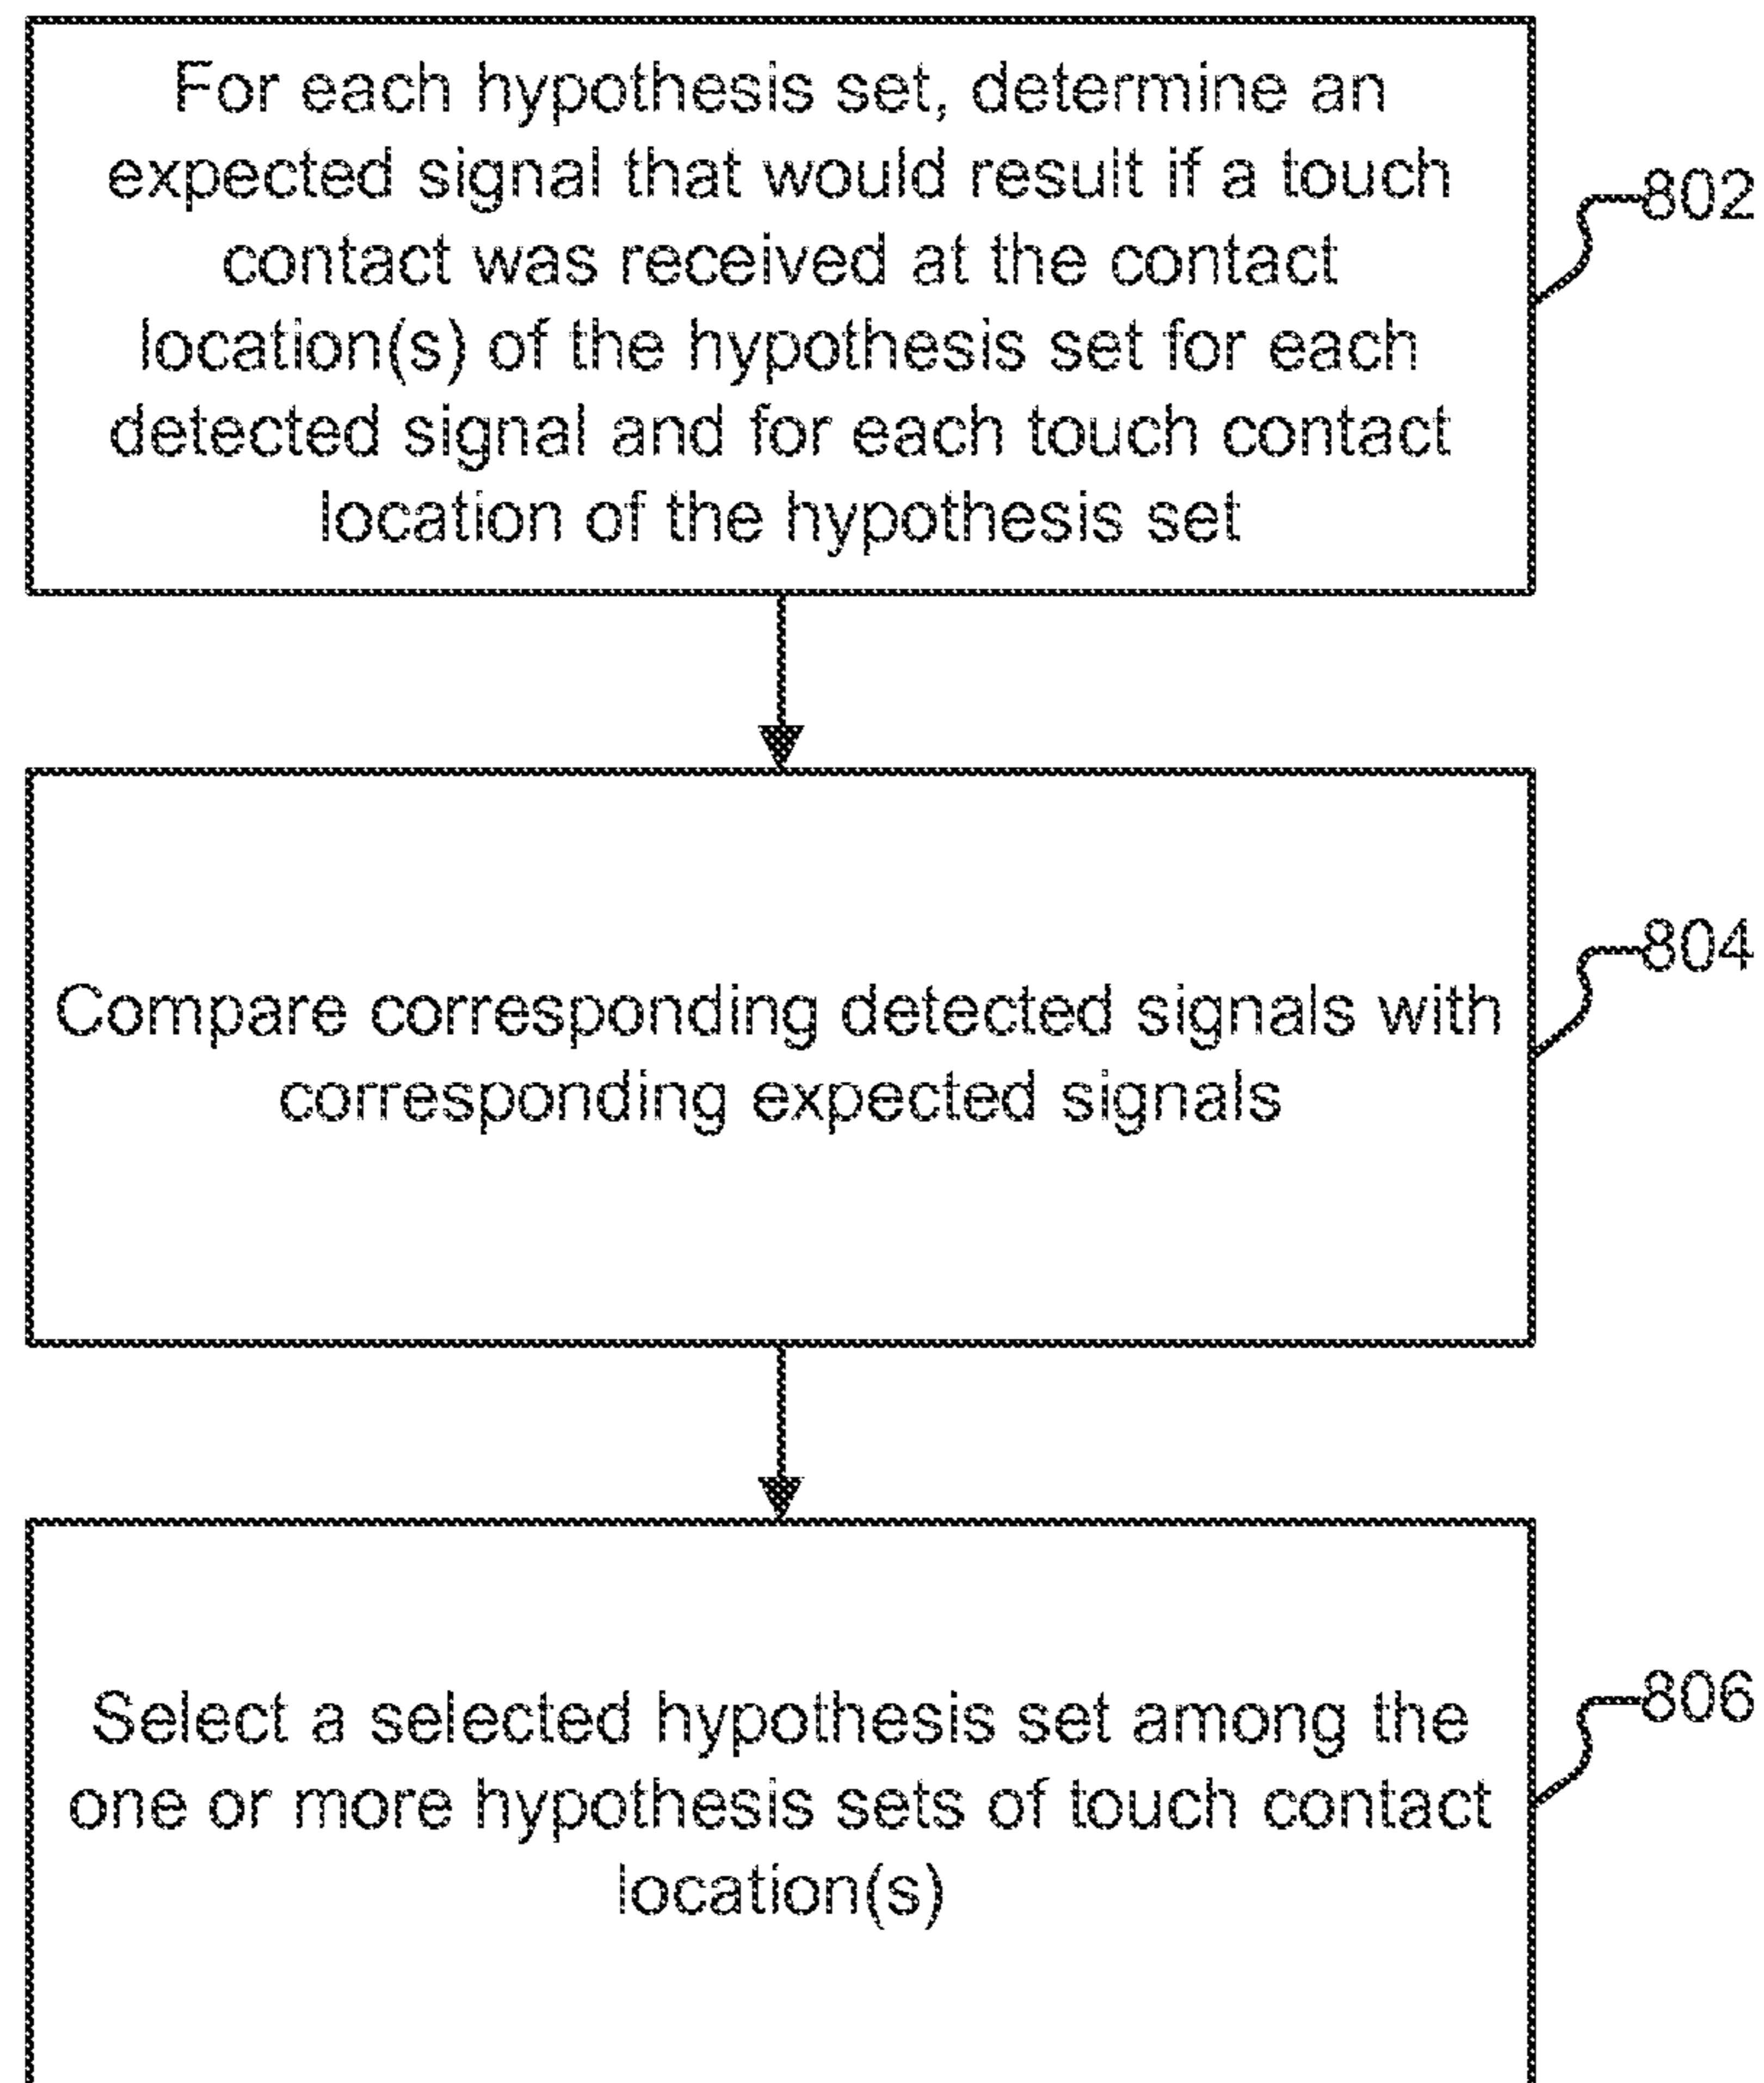 For each hypothesis set, determine an
expected signal that would result if a touch
contact was received at the contact
location(s) of the hypothesis set for each
detected signal and for each touch contact
location of the hypothesis set
802
Compare corresponding detected signals with
corresponding expected signals
804
Select a selected hypothesis set among the
one or more hypothesis sets of touch contact
location(s)
806